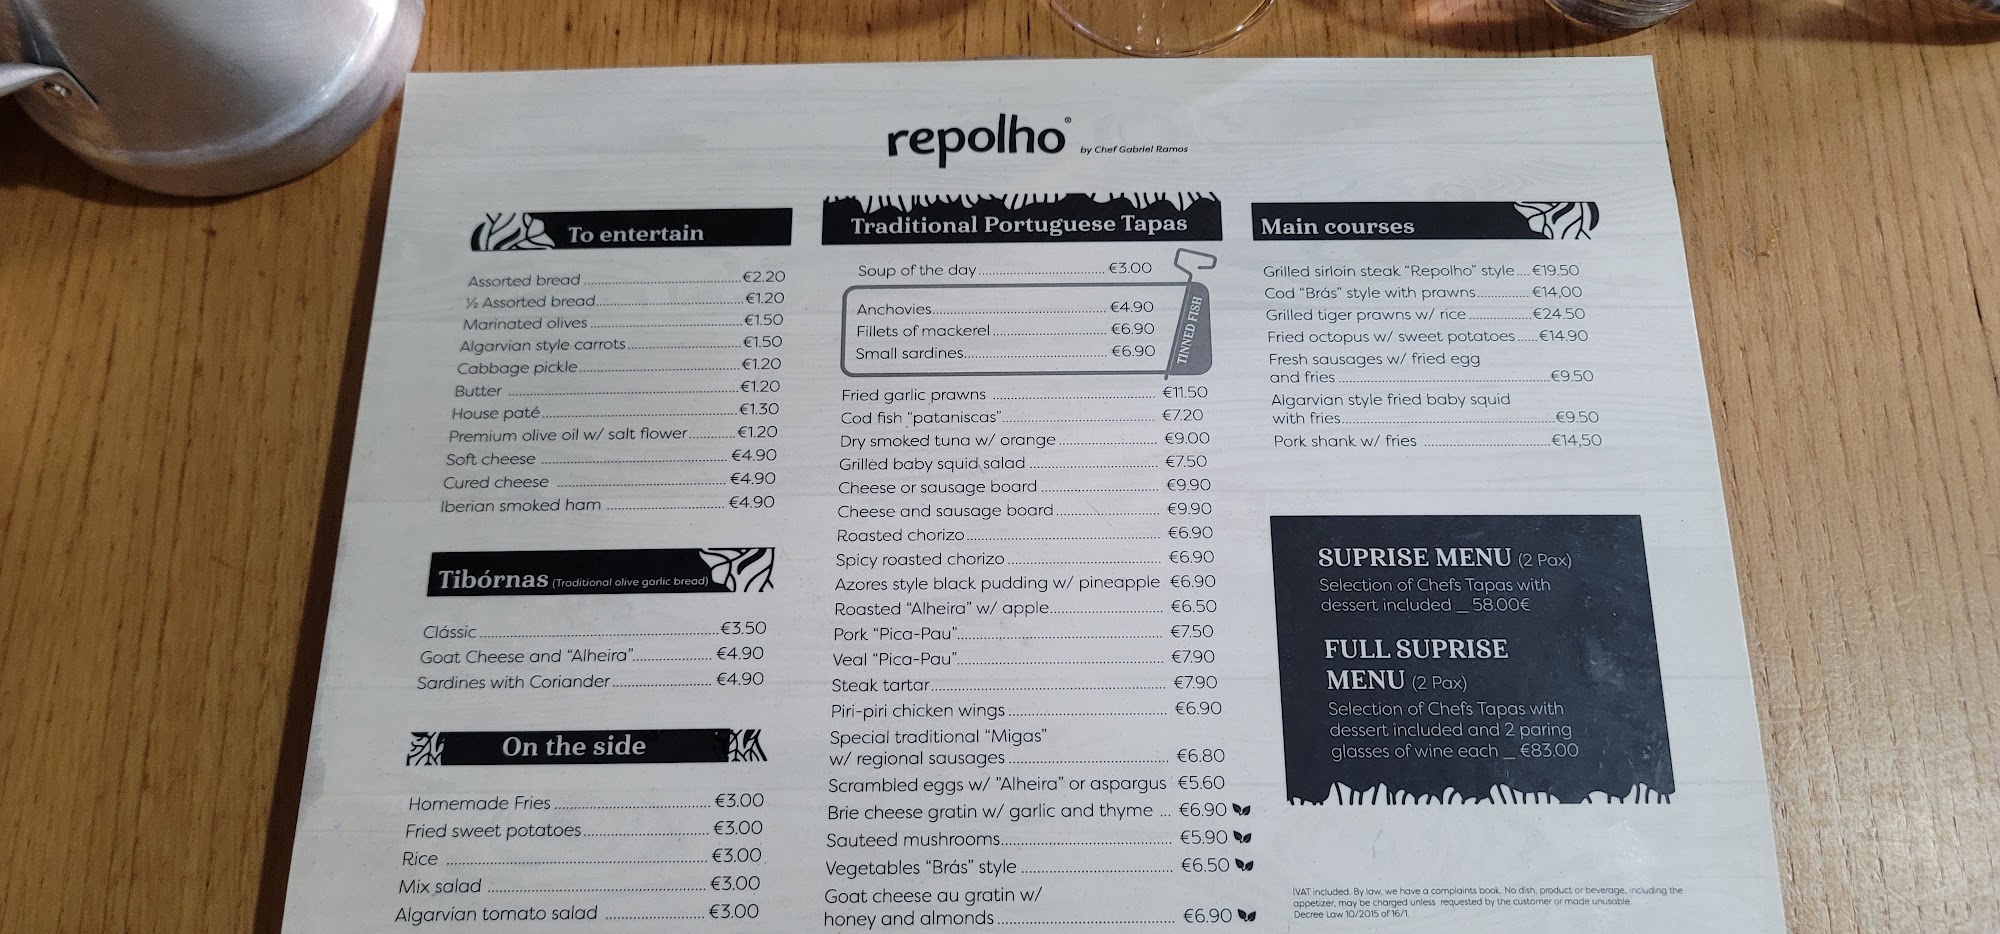 repolho®
by Chef Gabriel Ramos
To entertain
Assorted bread €2.20
½ Assorted bread €1.20
Marinated olives €1.50
Algarvian style carrots €1.50
Cabbage pickle €1.20
Butter €1.20
House paté €1.30
Premium olive oil w/ salt flower €1.20
Soft cheese €4.90
Cured cheese €4.90
Iberian smoked ham €4.90
Tibórnas (Traditional olive garlic bread)
Clássic €3.50
Goat Cheese and “Alheira” €4.90
Sardines with Coriander €4.90
On the side
Homemade Fries €3.00
Fried sweet potatoes €3.00
Rice €3.00
Mix salad €3.00
Algarvian tomato salad €3.00
Traditional Portuguese Tapas
Soup of the day €3.00
Anchovies €4.90
Fillets of mackerel €6.90
Small sardines €6.90
TINNED FISH
Fried garlic prawns €11.50
Cod fish “pataniscas” €7.20
Dry smoked tuna w/ orange €9.00
Grilled baby squid salad €7.50
Cheese or sausage board €9.90
Cheese and sausage board €9.90
Roasted chorizo €6.90
Spicy roasted chorizo €6.90
Azores style black pudding w/ pineapple €6.90
Roasted “Alheira” w/ apple €6.50
Pork “Pica-Pau” €7.50
Veal “Pica-Pau” €7.90
Steak tartar €7.90
Piri-piri chicken wings €6.90
Special traditional “Migas”
w/ regional sausages €6.80
Scrambled eggs w/ "Alheira” or aspargus €5.60
Brie cheese gratin w/ garlic and thyme ... €6.90
Sauteed mushrooms €5.90
Vegetables “Brás” style €6.50
Goat cheese au gratin w/
honey and almonds €6.90
Main courses
Grilled sirloin steak “Repolho” style €19.50
Cod “Brás” style with prawns €14,00
Grilled tiger prawns w/ rice €24.50
Fried octopus w/ sweet potatoes €14.90
Fresh sausages w/ fried egg
and fries €9.50
Algarvian style fried baby squid
with fries €9.50
Pork shank w/ fries €14,50
SUPRISE MENU (2 Pax)
Selection of Chefs Tapas with
dessert included _ 58.00€
FULL SUPRISE
MENU (2 Pax)
Selection of Chefs Tapas with
dessert included and 2 paring
glasses of wine each _ €83.00
IVAT included. By law, we have a complaints book. No dish, product or beverage, including the
appetizer, may be charged unless requested by the customer or made unusable.
Decree Law 10/2015 of 16/1.